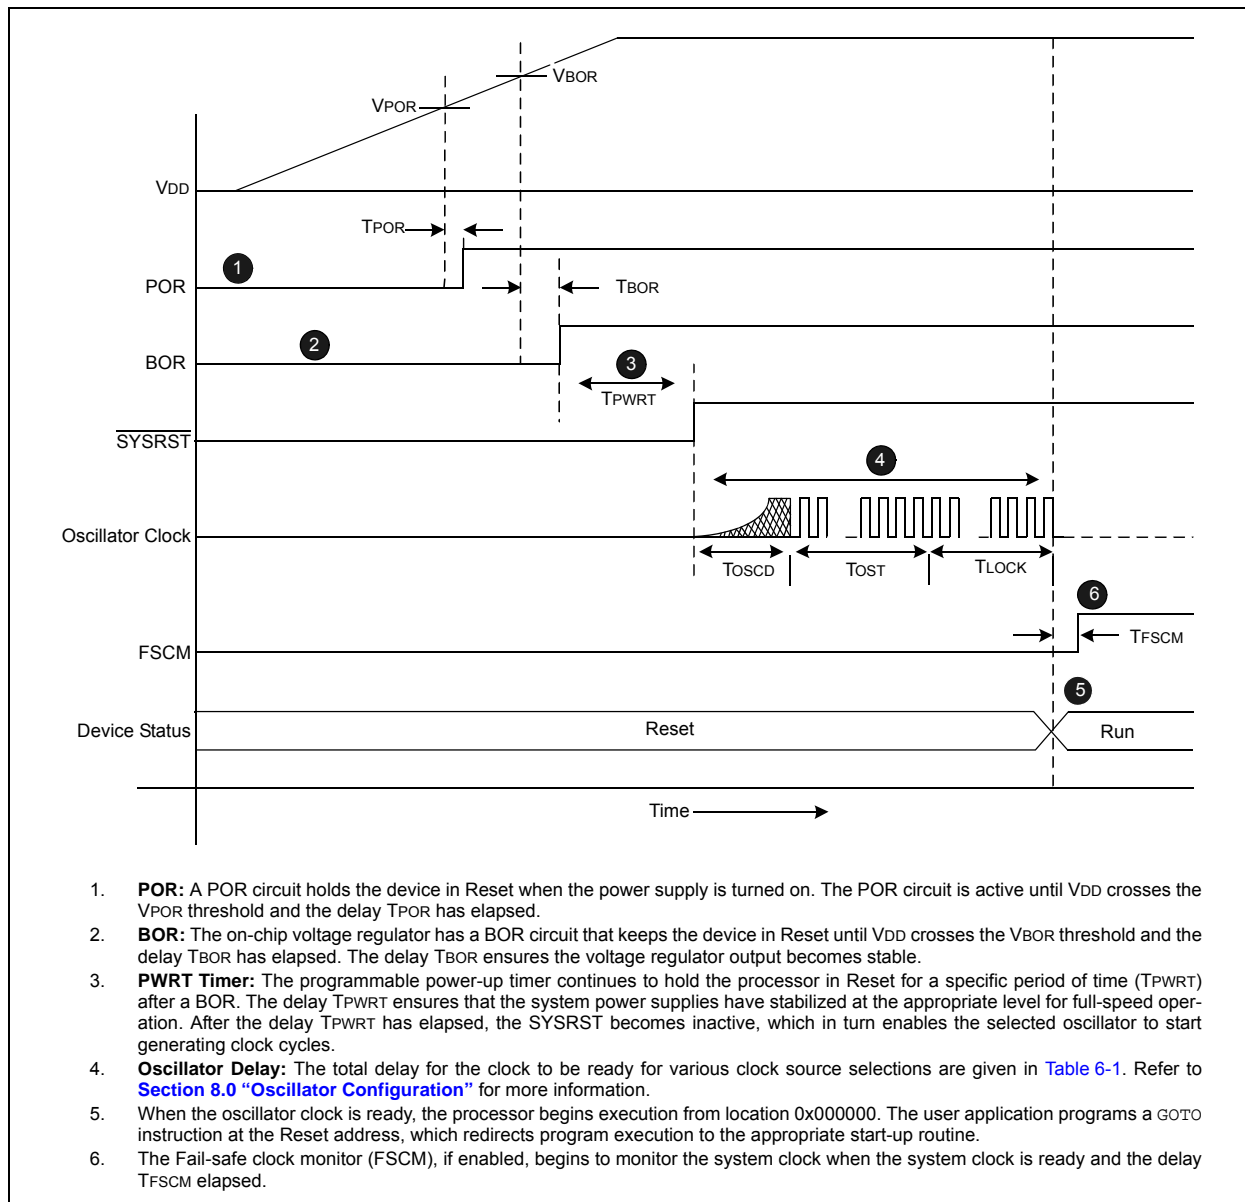 VBOR
VPOR
VDD
TPOR
1
POR
TBOR
2
BOR
3
TPWRT
SYSRST
4
Oscillator Clock
TOSCD
TOST
TLOCK
6
FSCM
TFSCM
5
Device Status
Reset
Run
Time
1. POR: A POR circuit holds the device in Reset when the power supply is turned on. The POR circuit is active until VDD crosses the
VPOR threshold and the delay TPOR has elapsed.
2. BOR: The on-chip voltage regulator has a BOR circuit that keeps the device in Reset until VDD crosses the VBOR threshold and the
delay TBOR has elapsed. The delay TBOR ensures the voltage regulator output becomes stable.
3. PWRT Timer: The programmable power-up timer continues to hold the processor in Reset for a specific period of time (TPWRT)
after a BOR. The delay TPWRT ensures that the system power supplies have stabilized at the appropriate level for full-speed oper-
ation. After the delay TPWRT has elapsed, the SYSRST becomes inactive, which in turn enables the selected oscillator to start
generating clock cycles.
4. Oscillator Delay: The total delay for the clock to be ready for various clock source selections are given in Table 6-1. Refer to
Section 8.0 “Oscillator Configuration” for more information.
5. When the oscillator clock is ready, the processor begins execution from location 0x000000. The user application programs a GOTO
instruction at the Reset address, which redirects program execution to the appropriate start-up routine.
6. The Fail-safe clock monitor (FSCM), if enabled, begins to monitor the system clock when the system clock is ready and the delay
TFSCM elapsed.